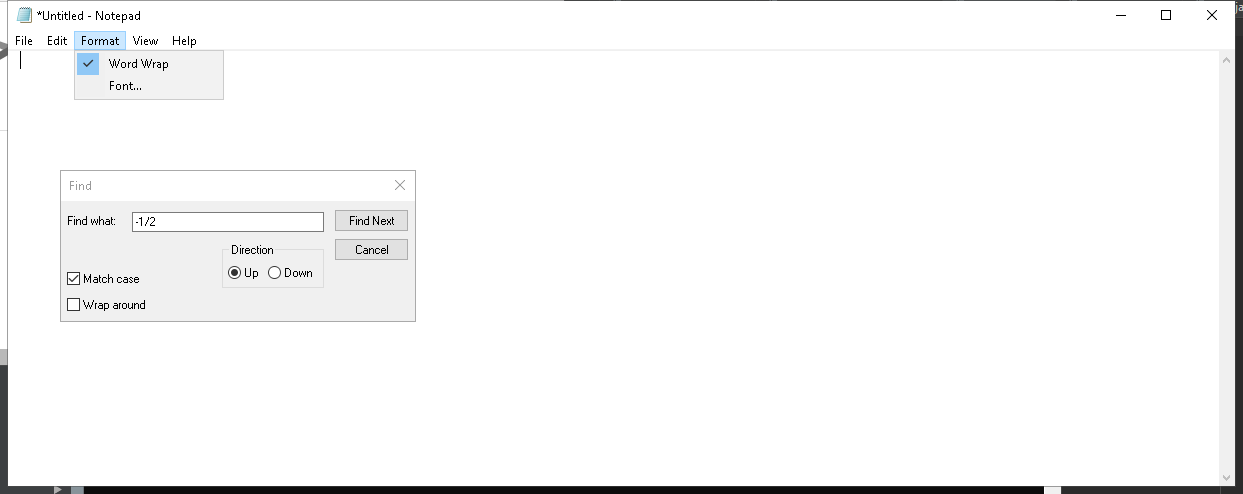 *Untitled - Notepad
File Edit Format View Help
Word Wrap
Font...
Find
Find what: -1/2 Find Next
Direction Cancel
Up Down
Match case
Wrap around